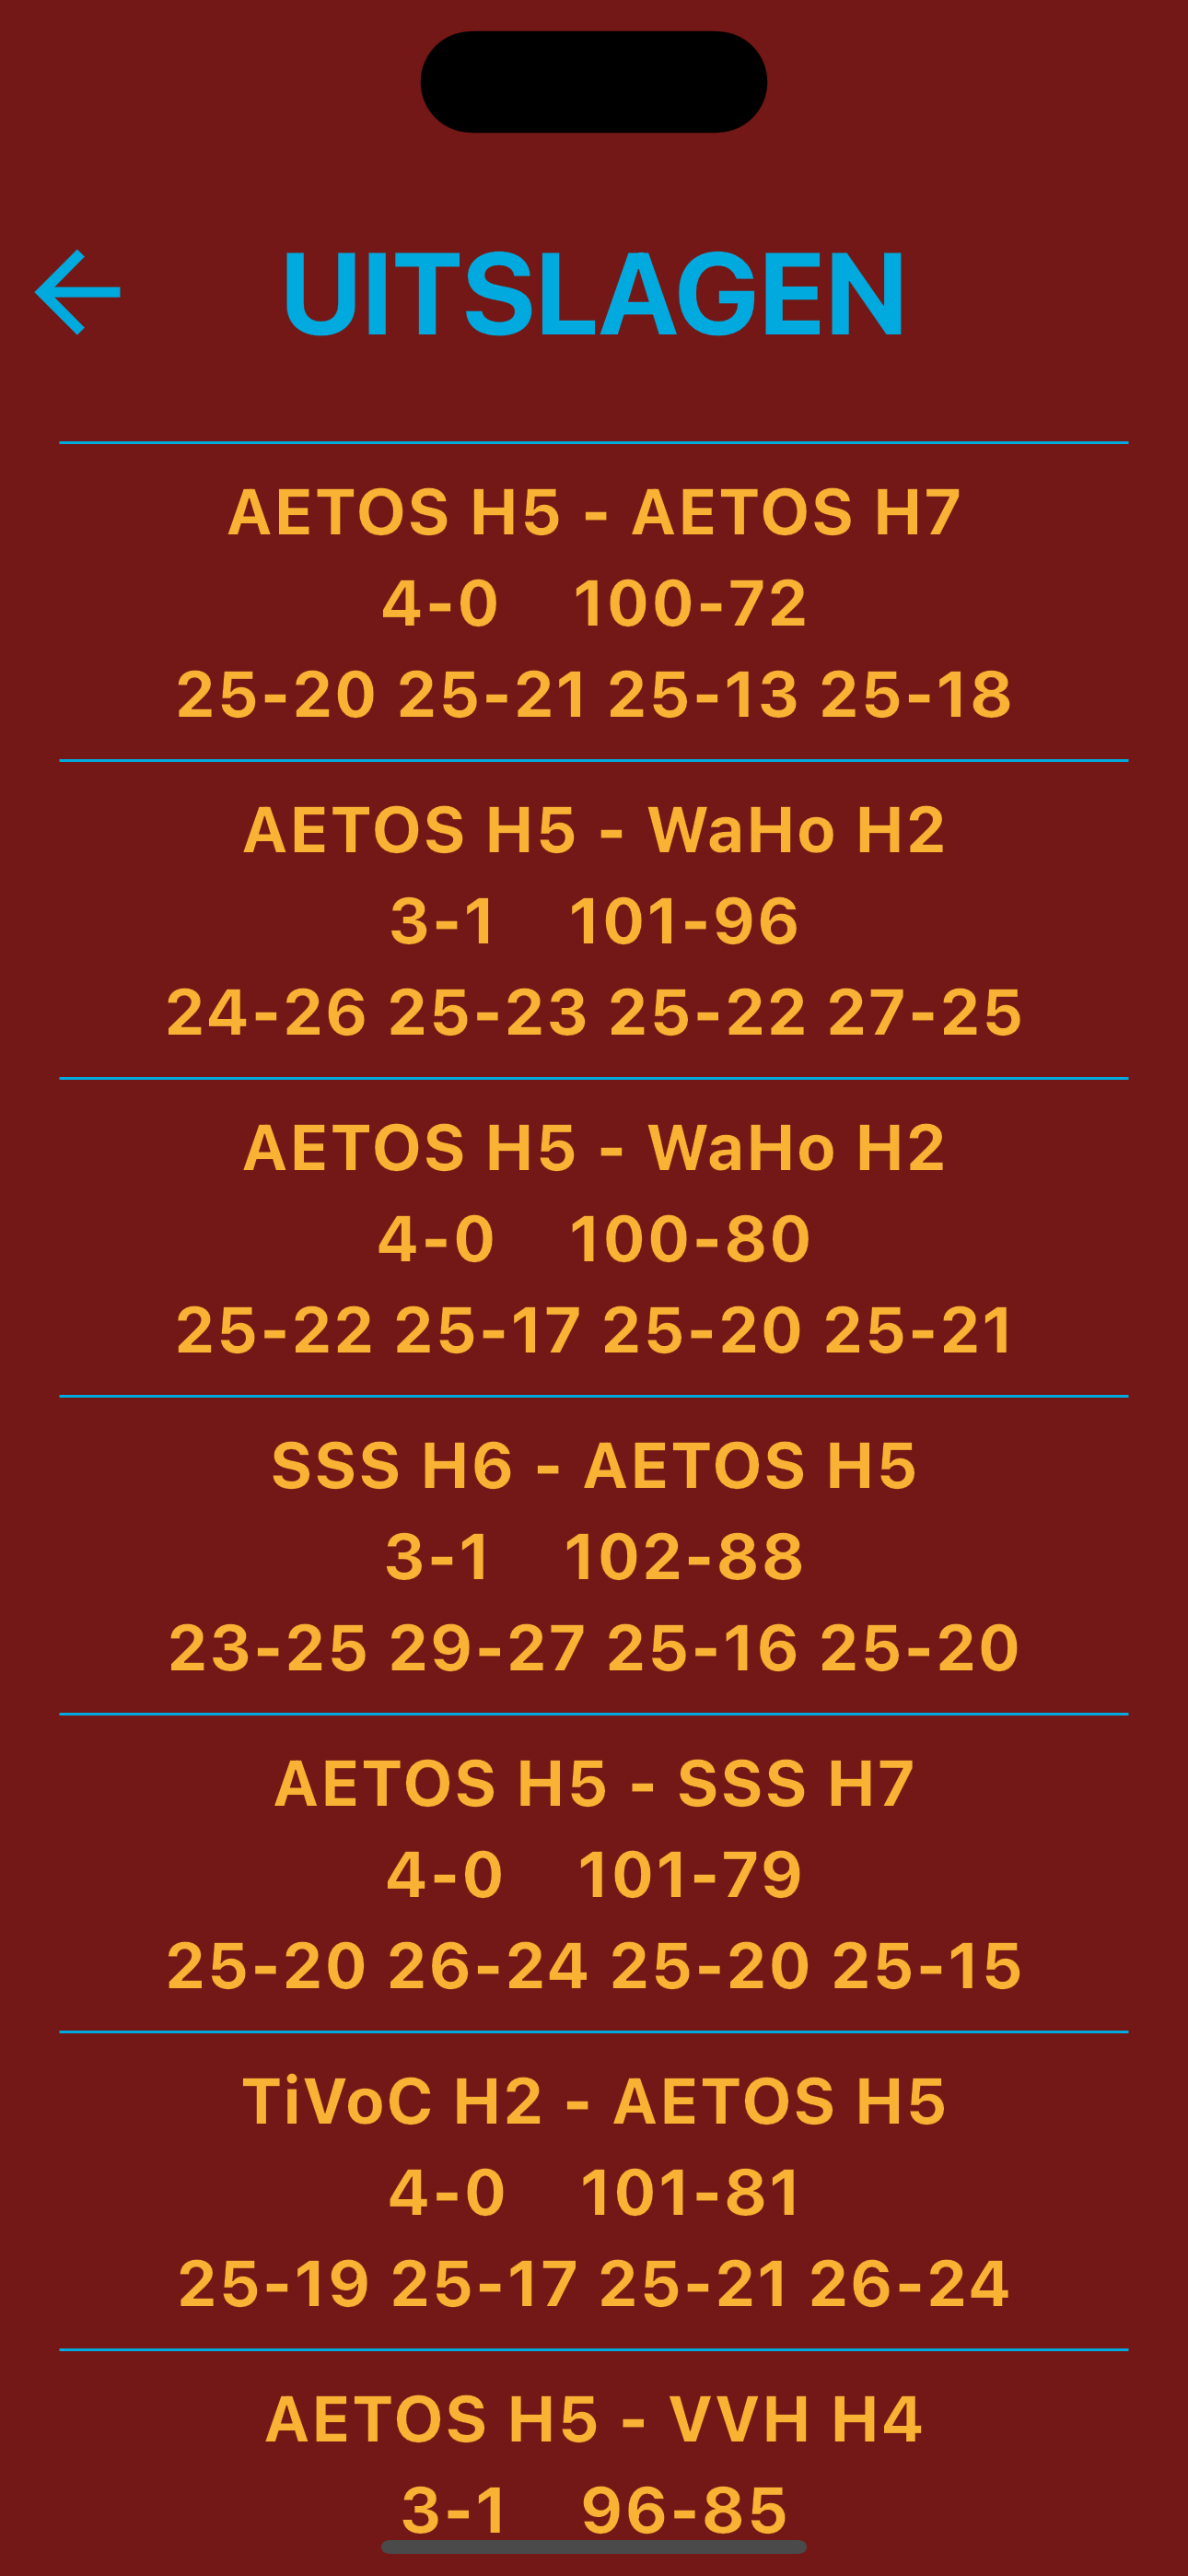 UITSLAGEN
AETOS H5 - AETOS H7
4-0 100-72
25-20 25-21 25-13 25-18
AETOS H5 - WaHo H2
3-1 101-96
24-26 25-23 25-22 27-25
AETOS H5 - WaHo H2
4-0 100-80
25-22 25-17 25-20 25-21
SSS H6 - AETOS H5
3-1 102-88
23-25 29-27 25-16 25-20
AETOS H5 - SSS H7
4-0 101-79
25-20 26-24 25-20 25-15
TiVoC H2 - AETOS H5
4-0 101-81
25-19 25-17 25-21 26-24
AETOS H5 - VVH H4
3-1 96-85